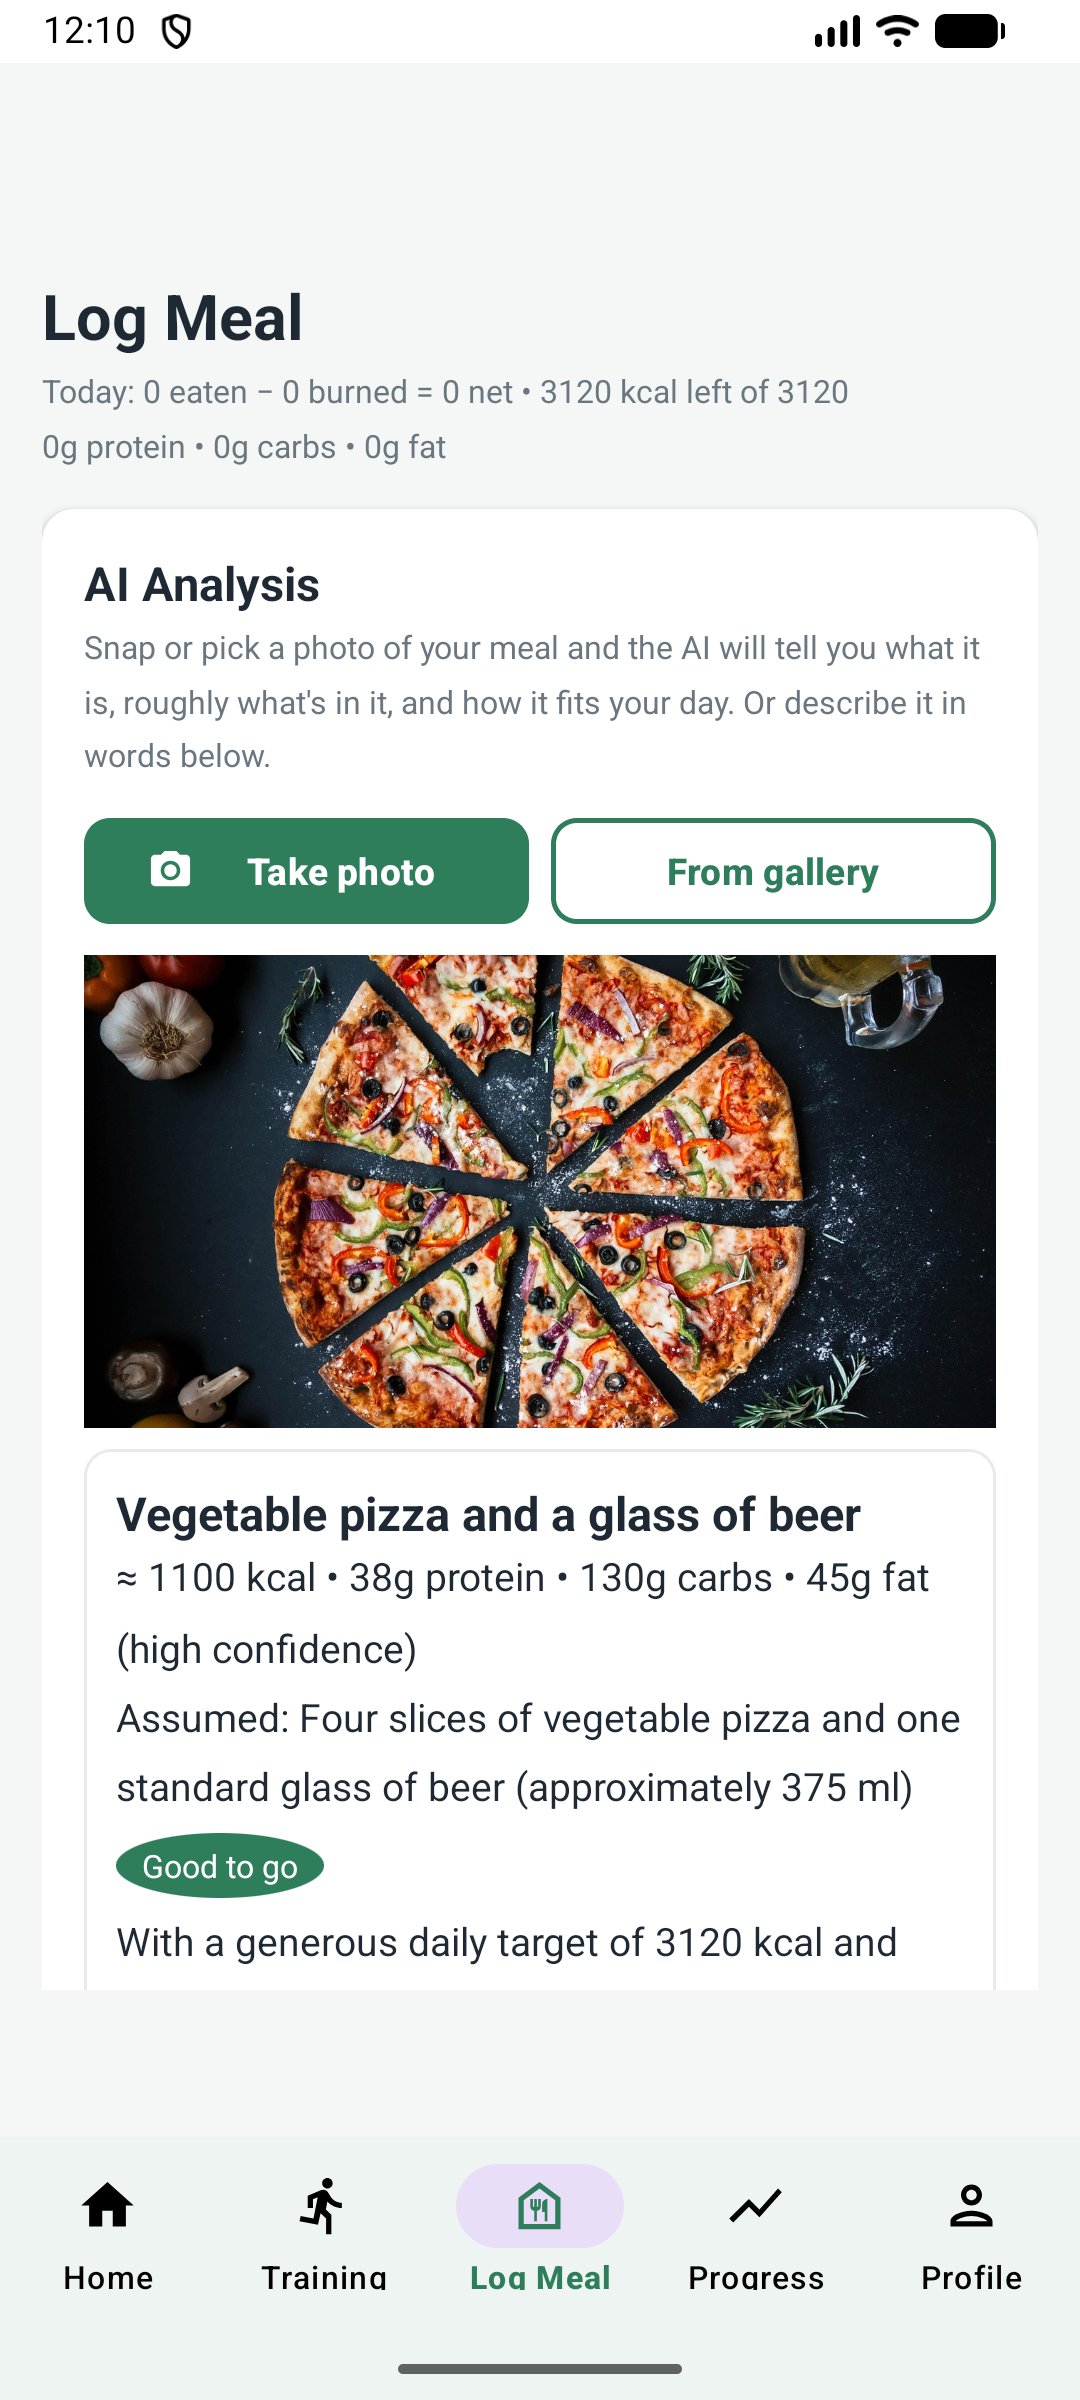 12:10
Log Meal
Today: 0 eaten − 0 burned = 0 net • 3120 kcal left of 3120
0g protein • 0g carbs • 0g fat
AI Analysis
Snap or pick a photo of your meal and the AI will tell you what it
is, roughly what's in it, and how it fits your day. Or describe it in
words below.
Take photo
From gallery
Vegetable pizza and a glass of beer
≈ 1100 kcal • 38g protein • 130g carbs • 45g fat
(high confidence)
Assumed: Four slices of vegetable pizza and one
standard glass of beer (approximately 375 ml)
Good to go
With a generous daily target of 3120 kcal and
Home
Training
Log Meal
Progress
Profile